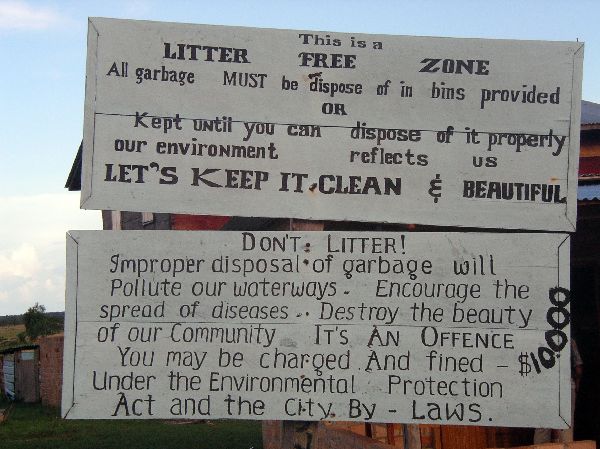 This is a
LITTER FREE ZONE
All garbage MUST be dispose of in bins provided
OR
Kept until you can dispose of it properly
our environment reflects us
LET'S KEEP IT CLEAN & BEAUTIFUL
DON'T LITTER!
Improper disposal of garbage will
Pollute our waterways. Encourage the
spread of diseases.. Destroy the beauty
of our Community IT'S AN OFFENCE
You may be charged And fined - $10,000
Under the Environmental Protection
Act and the City By - Laws.